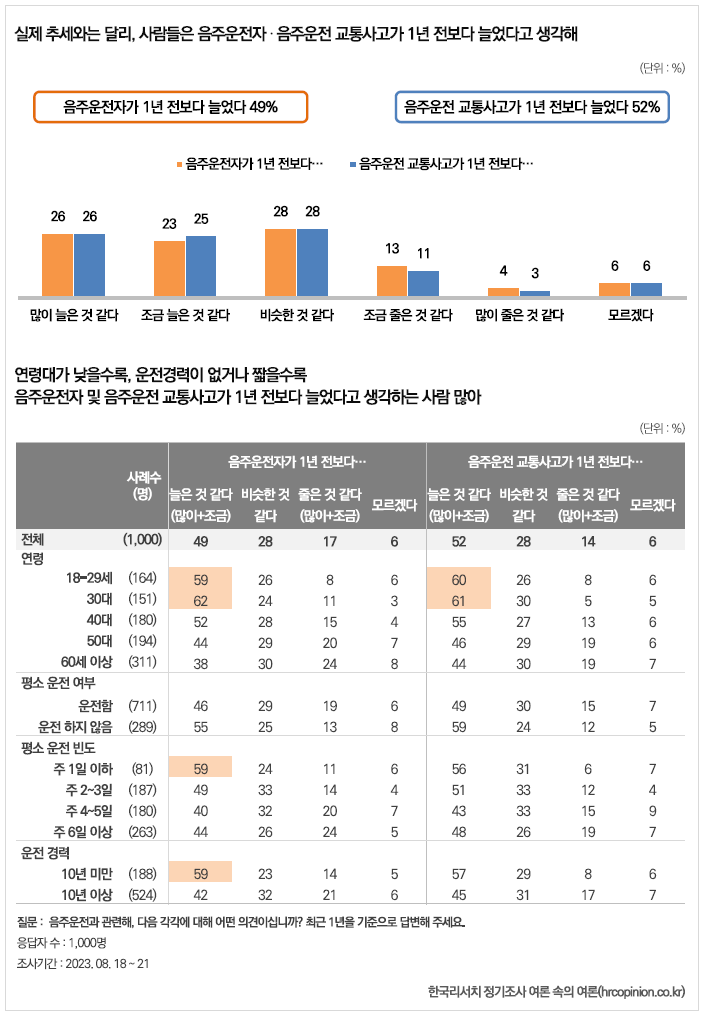 실제 추세와는 달리, 사람들은 음주운전자 · 음주운전 교통사고가 1년 전보다 늘었다고 생각해
(단위 : %)
음주운전자가 1년 전보다 늘었다 49%
음주운전 교통사고가 1년 전보다 늘었다 52%
음주운전자가 1년 전보다…
음주운전 교통사고가 1년 전보다…
26 26 23 25 28 28 13 11 4 3 6 6
많이 늘은 것 같다 조금 늘은 것 같다 비슷한 것 같다 조금 줄은 것 같다 많이 줄은 것 같다 모르겠다
연령대가 낮을수록, 운전경력이 없거나 짧을수록
음주운전자 및 음주운전 교통사고가 1년 전보다 늘었다고 생각하는 사람 많아
(단위 : %)
사례수 (명) 음주운전자가 1년 전보다… 음주운전 교통사고가 1년 전보다…
늘은 것 같다 비슷한 것 줄은 것 같다 모르겠다 늘은 것 같다 비슷한 것 줄은 것 같다 모르겠다
(많이+조금) 같다 (많이+조금) (많이+조금) 같다 (많이+조금)
전체 (1,000) 49 28 17 6 52 28 14 6
연령
18-29세 (164) 59 26 8 6 60 26 8 6
30대 (151) 62 24 11 3 61 30 5 5
40대 (180) 52 28 15 4 55 27 13 6
50대 (194) 44 29 20 7 46 29 19 6
60세 이상 (311) 38 30 24 8 44 30 19 7
평소 운전 여부
운전함 (711) 46 29 19 6 49 30 15 7
운전 하지 않음 (289) 55 25 13 8 59 24 12 5
평소 운전 빈도
주 1일 이하 (81) 59 24 11 6 56 31 6 7
주 2~3일 (187) 49 33 14 4 51 33 12 4
주 4~5일 (180) 40 32 20 7 43 33 15 9
주 6일 이상 (263) 44 26 24 5 48 26 19 7
운전 경력
10년 미만 (188) 59 23 14 5 57 29 8 6
10년 이상 (524) 42 32 21 6 45 31 17 7
질문 : 음주운전과 관련해, 다음 각각에 대해 어떤 의견이십니까? 최근 1년을 기준으로 답변해 주세요.
응답자 수 : 1,000명
조사기간 : 2023. 08. 18 ~ 21
한국리서치 정기조사 여론 속의 여론(hrcopinion.co.kr)